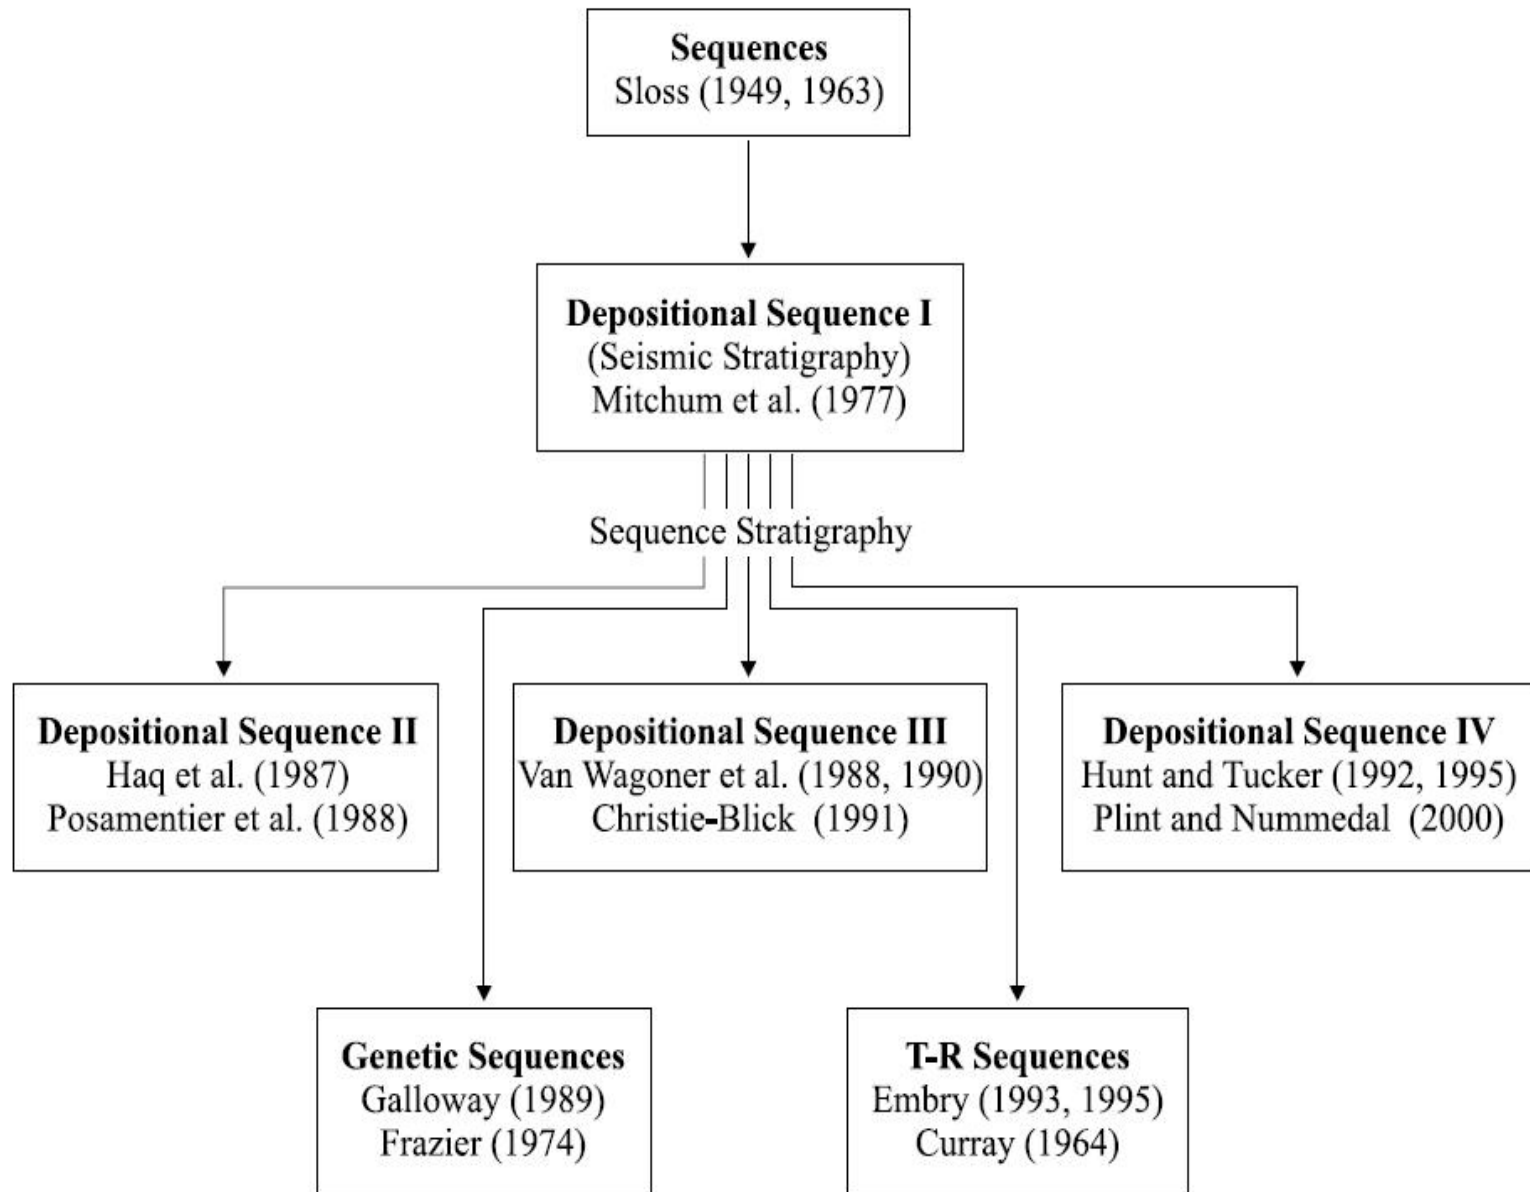 Sequences
Sloss (1949, 1963)
Depositional Sequence I
(Seismic Stratigraphy)
Mitchum et al. (1977)
Sequence Stratigraphy
Depositional Sequence II
Haq et al. (1987)
Posamentier et al. (1988)
Depositional Sequence III
Van Wagoner et al. (1988, 1990)
Christie-Blick (1991)
Depositional Sequence IV
Hunt and Tucker (1992, 1995)
Plint and Nummedal (2000)
Genetic Sequences
Galloway (1989)
Frazier (1974)
T-R Sequences
Embry (1993, 1995)
Curray (1964)